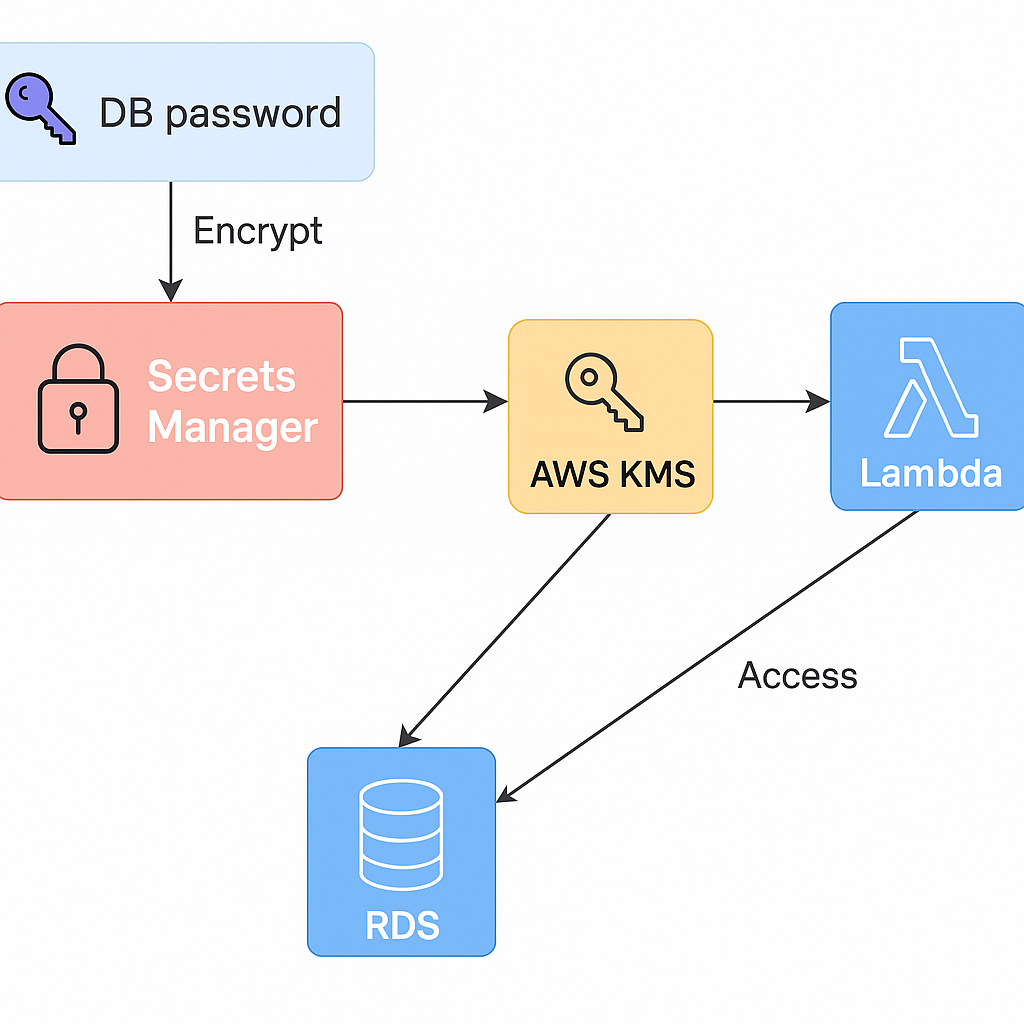 DB password
Encrypt
Secrets
Manager
AWS KMS
Lambda
Access
RDS